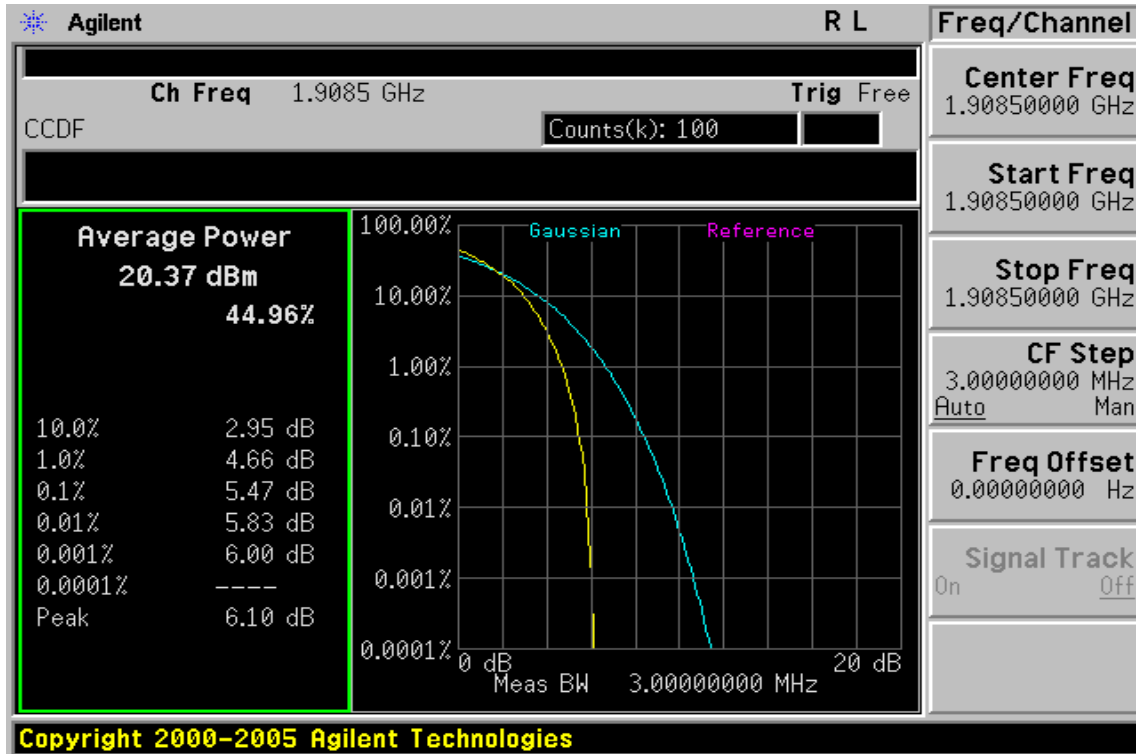 Agilent R L
Ch Freq 1.9085 GHz Trig Free
CCDF Counts(k): 100
Average Power
20.37 dBm
44.96%
10.0% 2.95 dB
1.0% 4.66 dB
0.1% 5.47 dB
0.01% 5.83 dB
0.001% 6.00 dB
0.0001% ----
Peak 6.10 dB
Gaussian Reference
100.00%
10.00%
1.00%
0.10%
0.01%
0.001%
0.0001%
0 dB 20 dB
Meas BW 3.00000000 MHz
Freq/Channel
Center Freq
1.90850000 GHz
Start Freq
1.90850000 GHz
Stop Freq
1.90850000 GHz
CF Step
3.00000000 MHz
Auto Man
Freq Offset
0.00000000 Hz
Signal Track
On Off
Copyright 2000-2005 Agilent Technologies